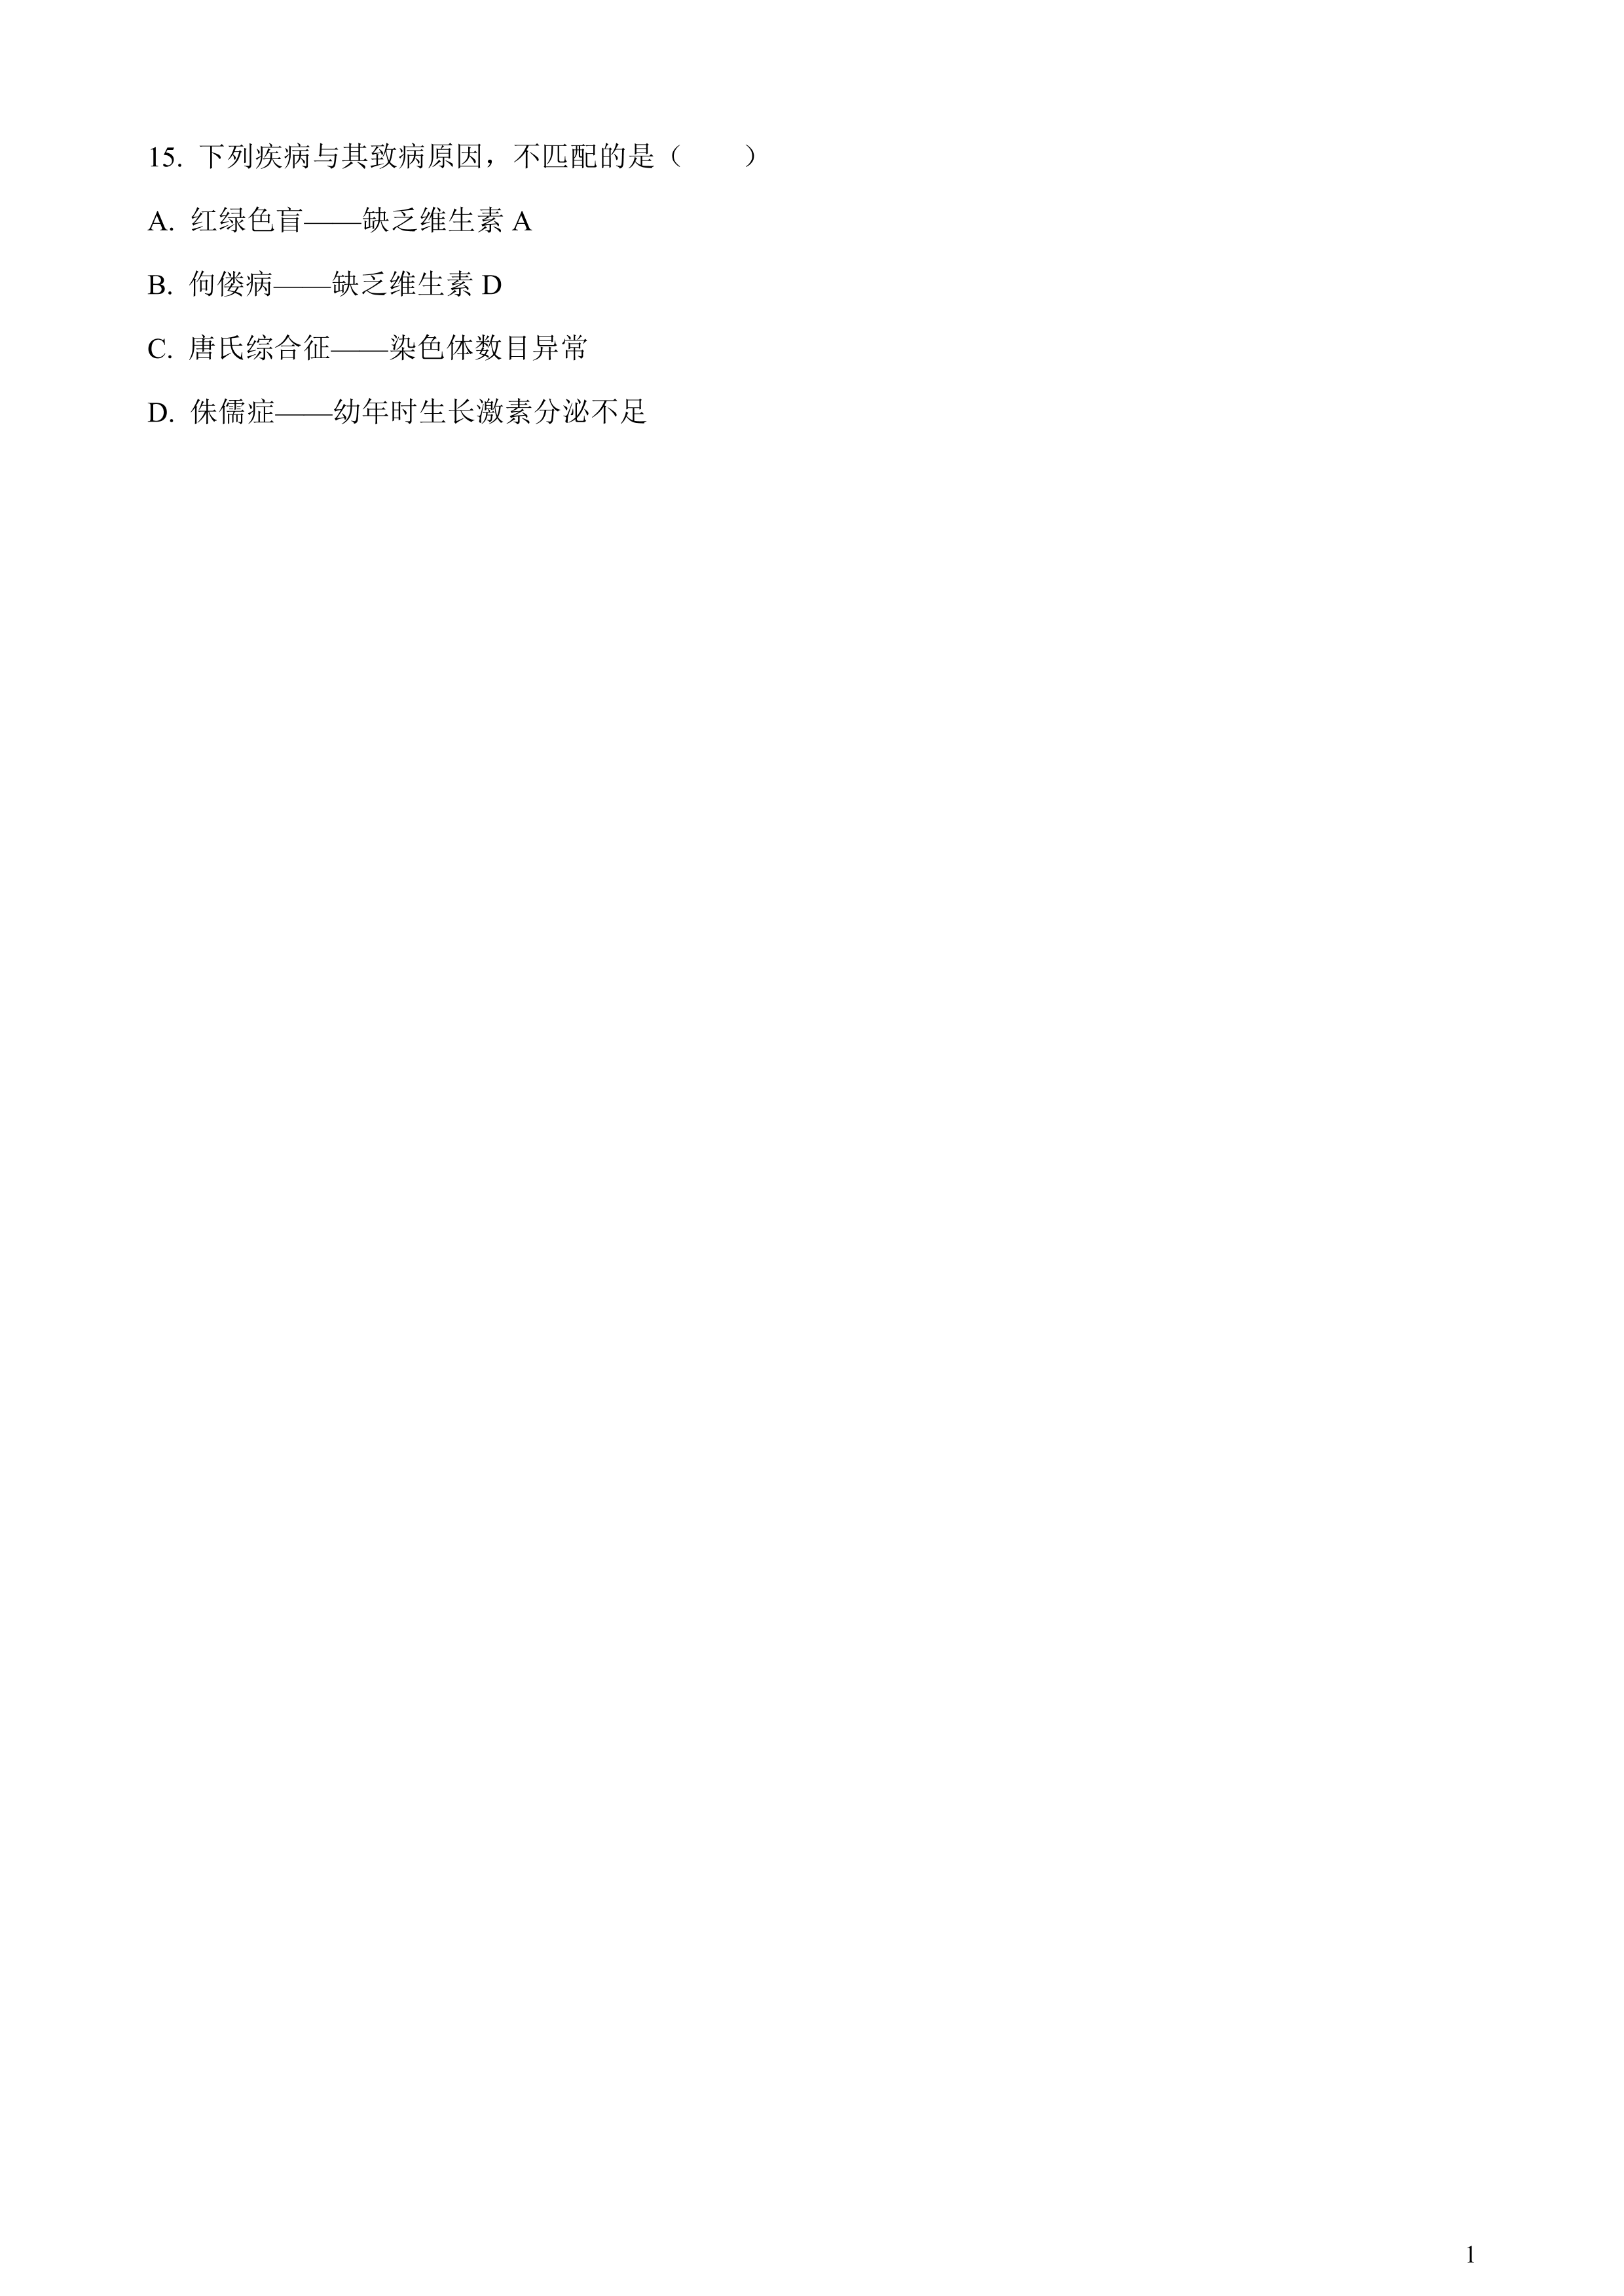 15. 下列疾病与其致病原因，不匹配的是（　　）
A. 红绿色盲——缺乏维生素 A
B. 佝偻病——缺乏维生素 D
C. 唐氏综合征——染色体数目异常
D. 侏儒症——幼年时生长激素分泌不足
1